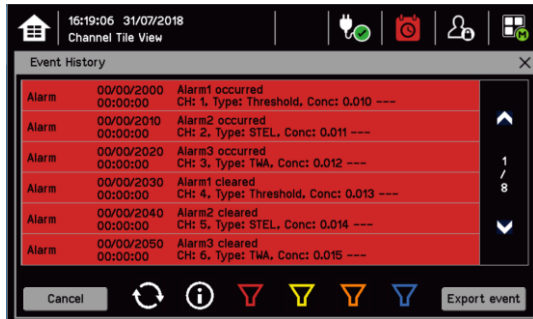 16:19:06 31/07/2018
Channel Tile View
M
Event History
Alarm 00/00/2000 Alarm1 occurred
00:00:00 CH: 1, Type: Threshold, Conc: 0.010 ---
Alarm 00/00/2010 Alarm2 occurred
00:00:00 CH: 2, Type: STEL, Conc: 0.011 ---
Alarm 00/00/2020 Alarm3 occurred
00:00:00 CH: 3, Type: TWA, Conc: 0.012 ---
Alarm 00/00/2030 Alarm1 cleared
00:00:00 CH: 4, Type: Threshold, Conc: 0.013 ---
Alarm 00/00/2040 Alarm2 cleared
00:00:00 CH: 5, Type: STEL, Conc: 0.014 ---
Alarm 00/00/2050 Alarm3 cleared
00:00:00 CH: 6, Type: TWA, Conc: 0.015 ---
1
/
8
Cancel
Export event